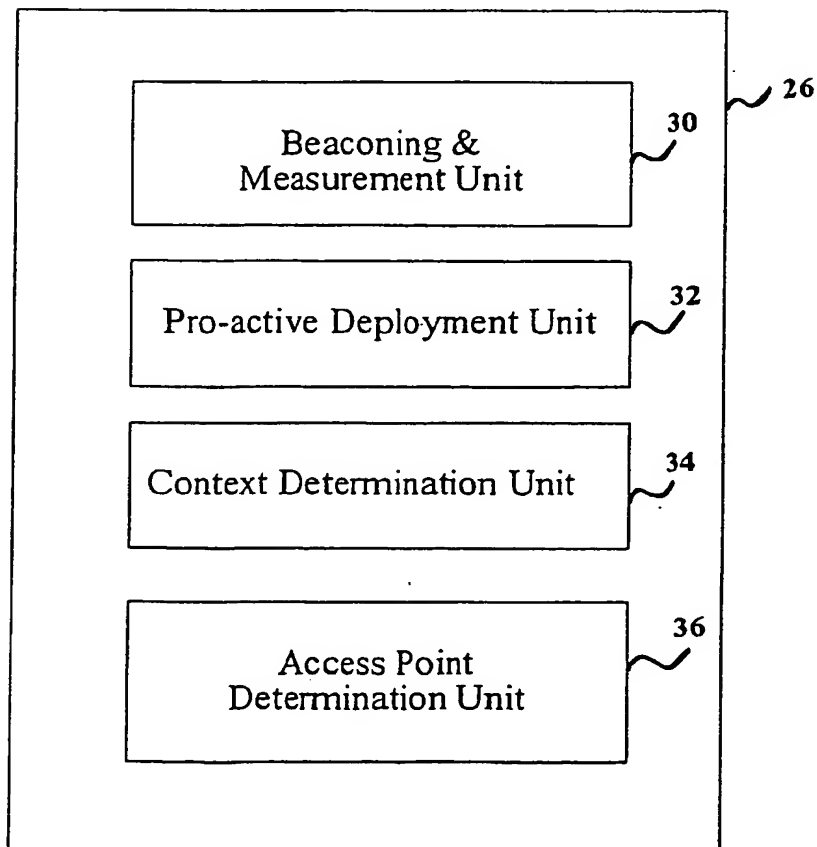 26
30
Beaconing &
Measurement Unit
32
Pro-active Deployment Unit
34
Context Determination Unit
36
Access Point
Determination Unit